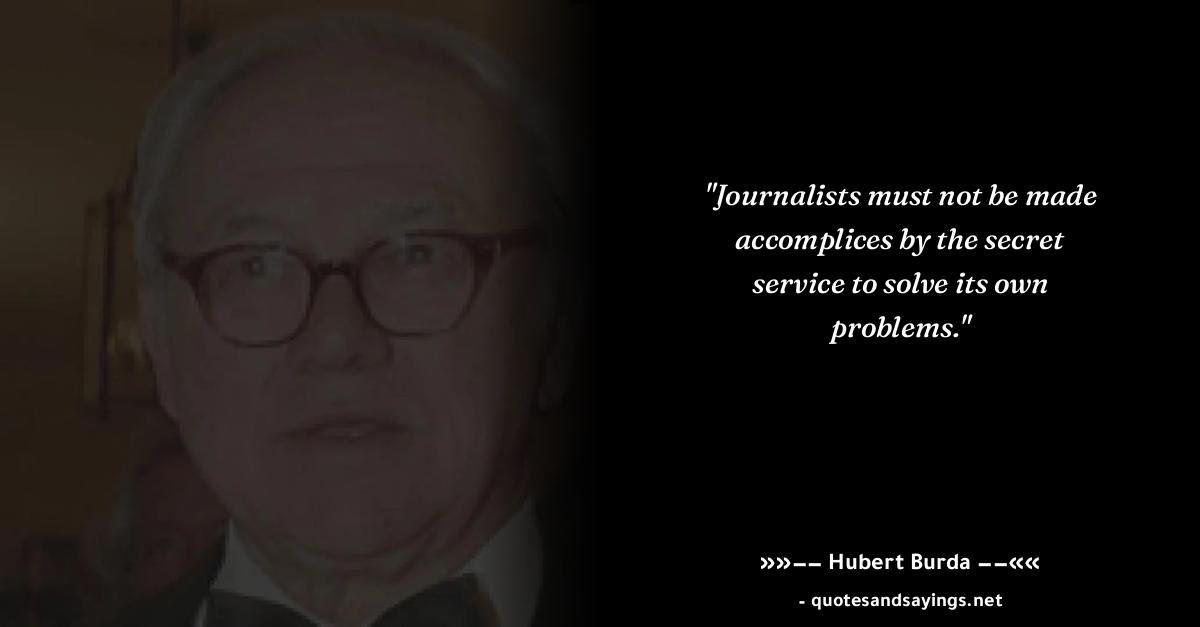 "Journalists must not be made
accomplices by the secret
service to solve its own
problems."
»»–– Hubert Burda ––««
- quotesandsayings.net